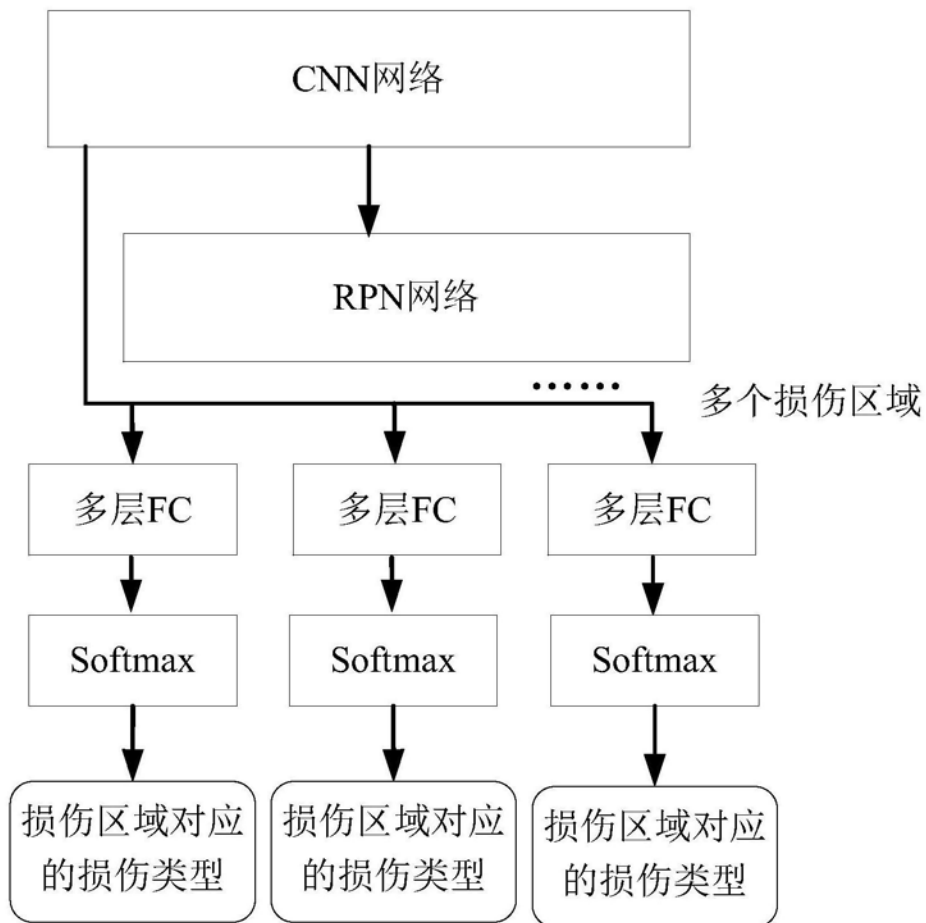 CNN网络
RPN网络
······
多个损伤区域
多层FC
多层FC
多层FC
Softmax
Softmax
Softmax
损伤区域对应
的损伤类型
损伤区域对应
的损伤类型
损伤区域对应
的损伤类型